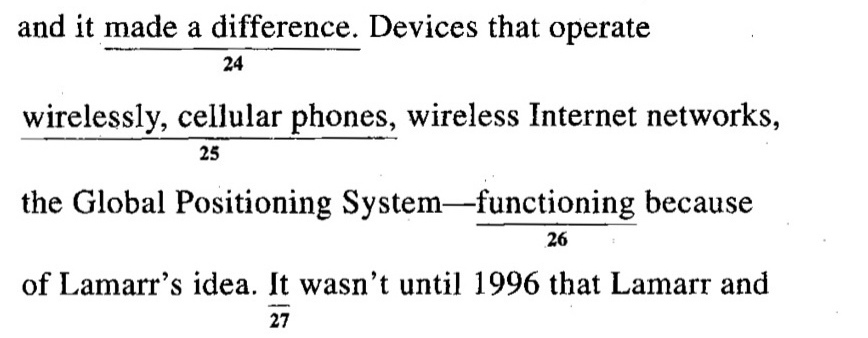 and it made a difference. Devices that operate
24
wirelessly, cellular phones, wireless Internet networks,
25
the Global Positioning System—functioning because
26
of Lamarr's idea. It wasn't until 1996 that Lamarr and
27